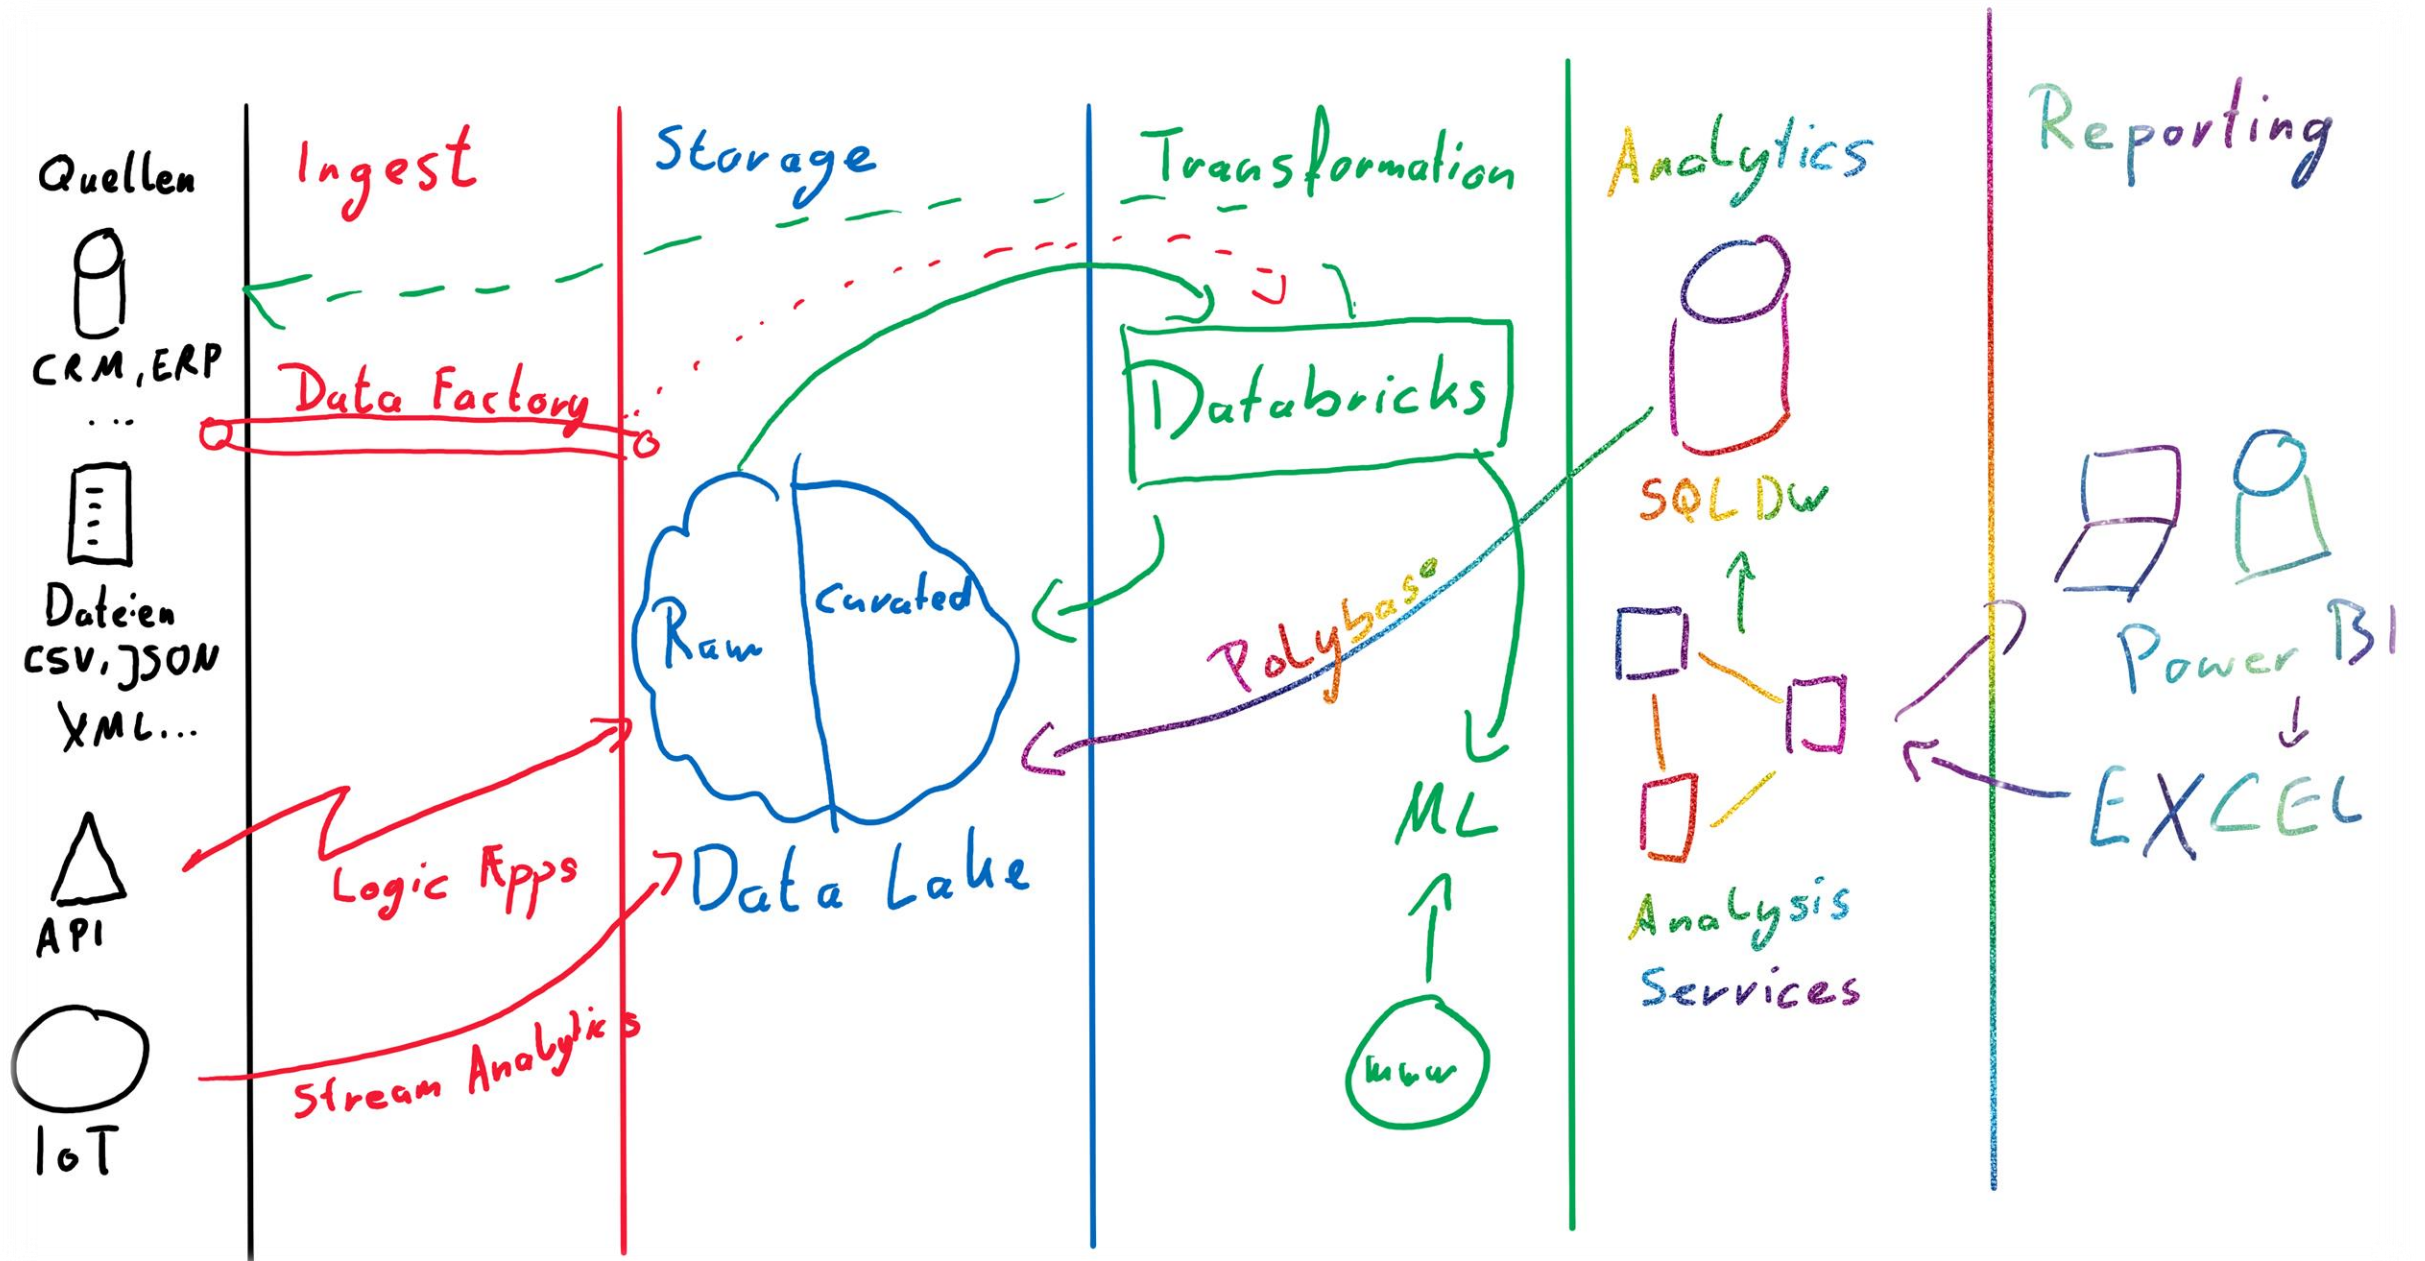 Quellen
CRM, ERP
...
Dateien
CSV, JSON
XML...
API
IoT
Ingest
Data Factory
Logic Apps
Stream Analytics
Storage
Raw
Curated
Data Lake
Transformation
Databricks
Polybase
ML
www
Analytics
SQL DW
Analysis
Services
Reporting
Power BI
EXCEL